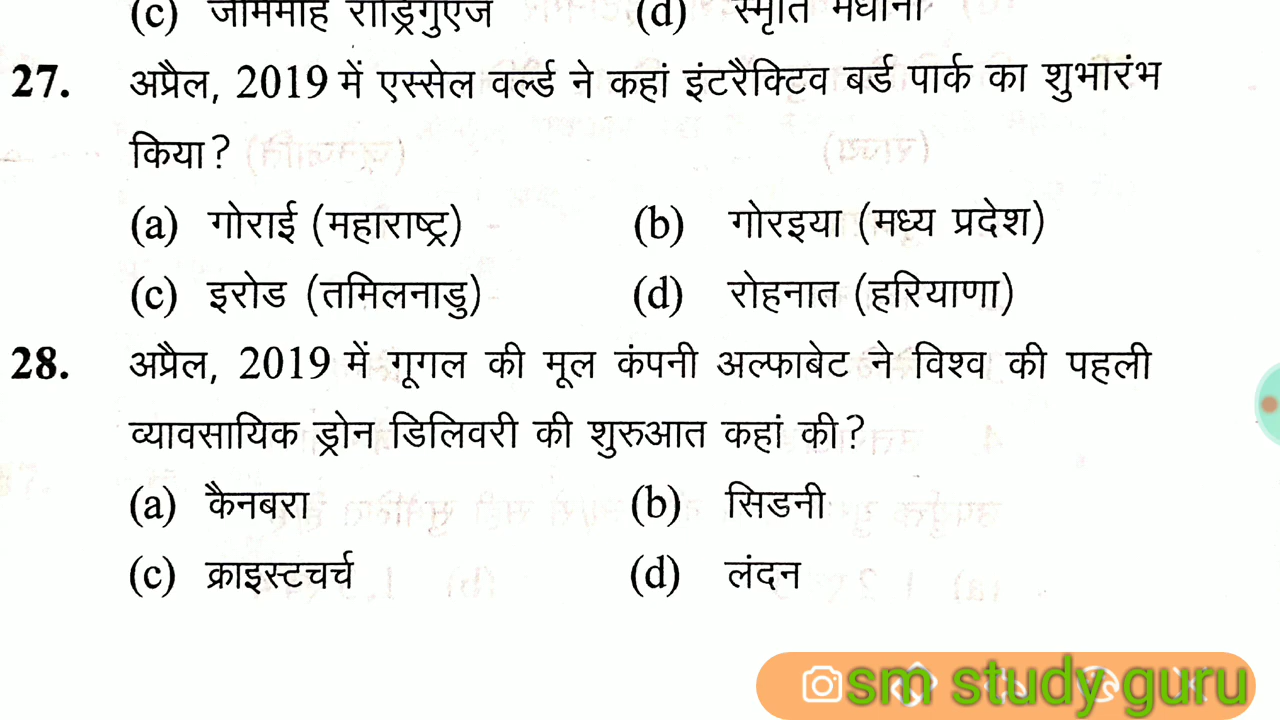 (c) जेमिमाह रोड्रिगुएज (d) स्मृति मंधाना
27. अप्रैल, 2019 में एस्सेल वर्ल्ड ने कहां इंटरैक्टिव बर्ड पार्क का शुभारंभ
किया?
(a) गोराई (महाराष्ट्र) (b) गोरइया (मध्य प्रदेश)
(c) इरोड (तमिलनाडु) (d) रोहनात (हरियाणा)
28. अप्रैल, 2019 में गूगल की मूल कंपनी अल्फाबेट ने विश्व की पहली
व्यावसायिक ड्रोन डिलिवरी की शुरुआत कहां की?
(a) कैनबरा (b) सिडनी
(c) क्राइस्टचर्च (d) लंदन
sm study guru